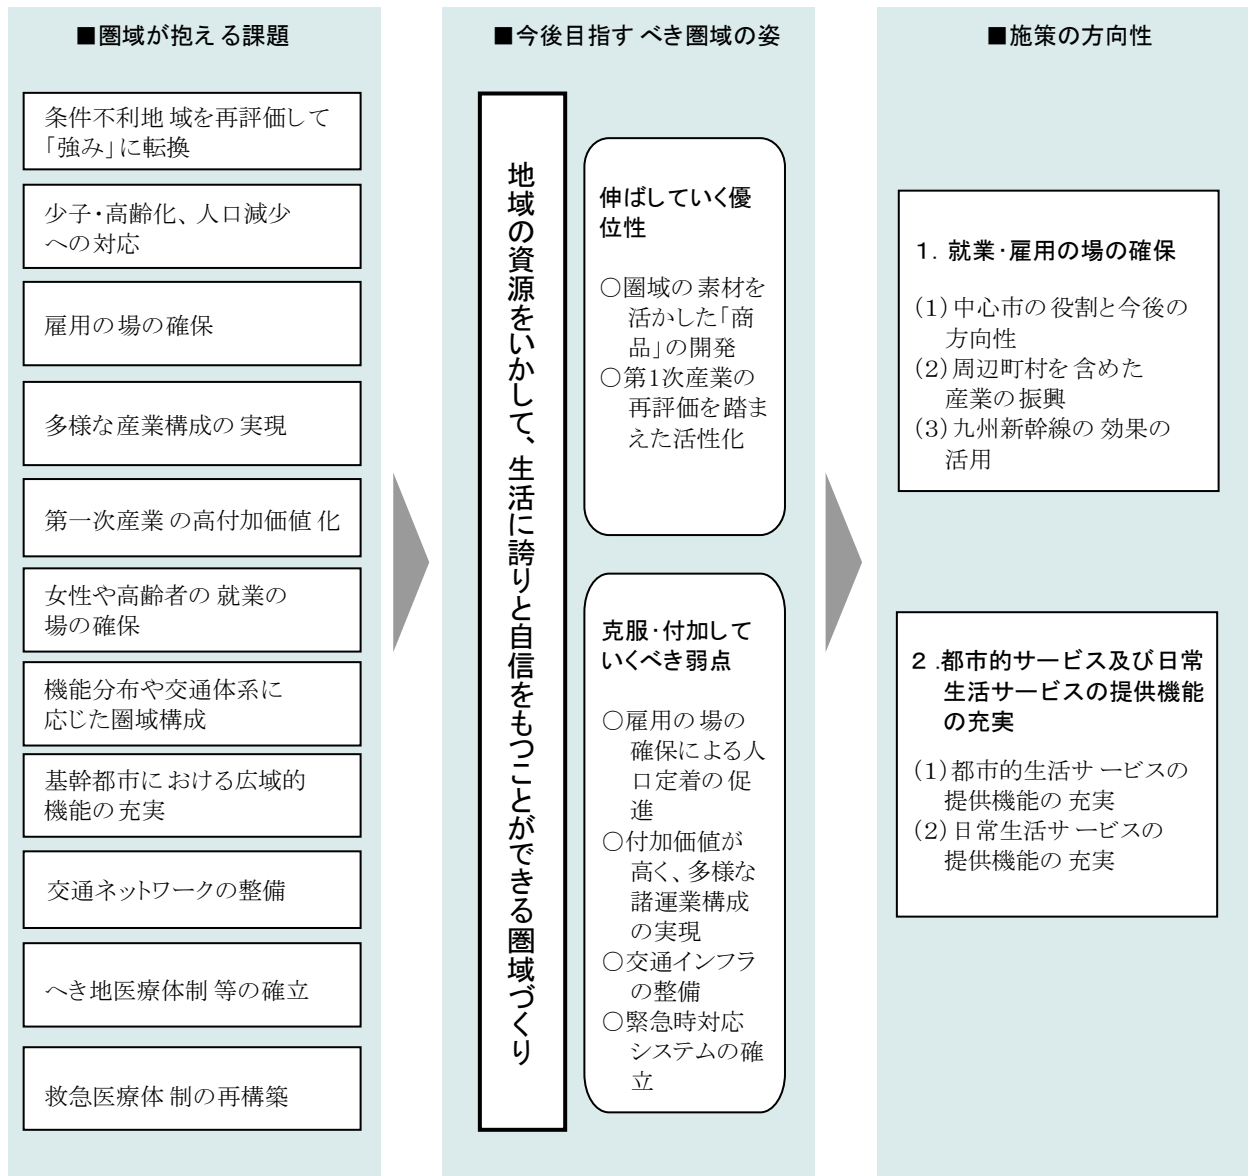 ■圏域が抱える課題
条件不利地域を再評価して
「強み」に転換
少子・高齢化、人口減少
への対応
雇用の場の確保
多様な産業構成の実現
第一次産業の高付加価値化
女性や高齢者の就業の
場の確保
機能分布や交通体系に
応じた圏域構成
基幹都市における広域的
機能の充実
交通ネットワークの整備
へき地医療体制等の確立
救急医療体制の再構築
■今後目指すべき圏域の姿
地域の資源をいかして、生活に誇りと自信をもつことができる圏域づくり
伸ばしていく優
位性
○圏域の素材を
活かした「商
品」の開発
○第1次産業の
再評価を踏ま
えた活性化
克服・付加して
いくべき弱点
○雇用の場の
確保による人
口定着の促
進
○付加価値が
高く、多様な
諸運業構成
の実現
○交通インフラ
の整備
○緊急時対応
システムの確
立
■施策の方向性
１．就業・雇用の場の確保
(１)中心市の役割と今後の
方向性
(２)周辺町村を含めた
産業の振興
(３)九州新幹線の効果の
活用
２．都市的サービス及び日常
生活サービスの提供機能
の充実
(１)都市的生活サービスの
提供機能の充実
(２)日常生活サービスの
提供機能の充実